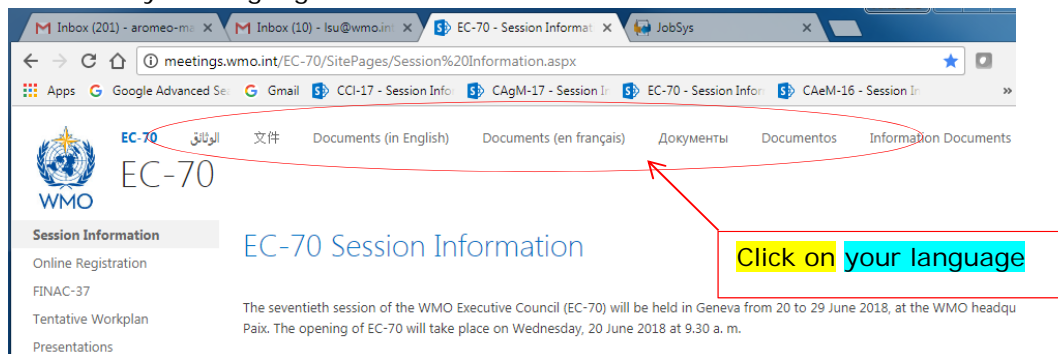 Inbox (201) - aromeo-ma Inbox (10) - lsu@wmo.in EC-70 - Session Informat JobSys
meetings.wmo.int/EC-70/SitePages/Session%20Information.aspx
Apps Google Advanced Se Gmail CCI-17 - Session Info CAgM-17 - Session In EC-70 - Session Infor CAeM-16 - Session In »
EC-70 الوثائق 文件 Documents (in English) Documents (en français) Документы Documentos Information Documents
EC-70
WMO
Session Information
EC-70 Session Information
Click on your language
Online Registration
FINAC-37
Tentative Workplan
Presentations
The seventieth session of the WMO Executive Council (EC-70) will be held in Geneva from 20 to 29 June 2018, at the WMO headqu
Paix. The opening of EC-70 will take place on Wednesday, 20 June 2018 at 9.30 a. m.